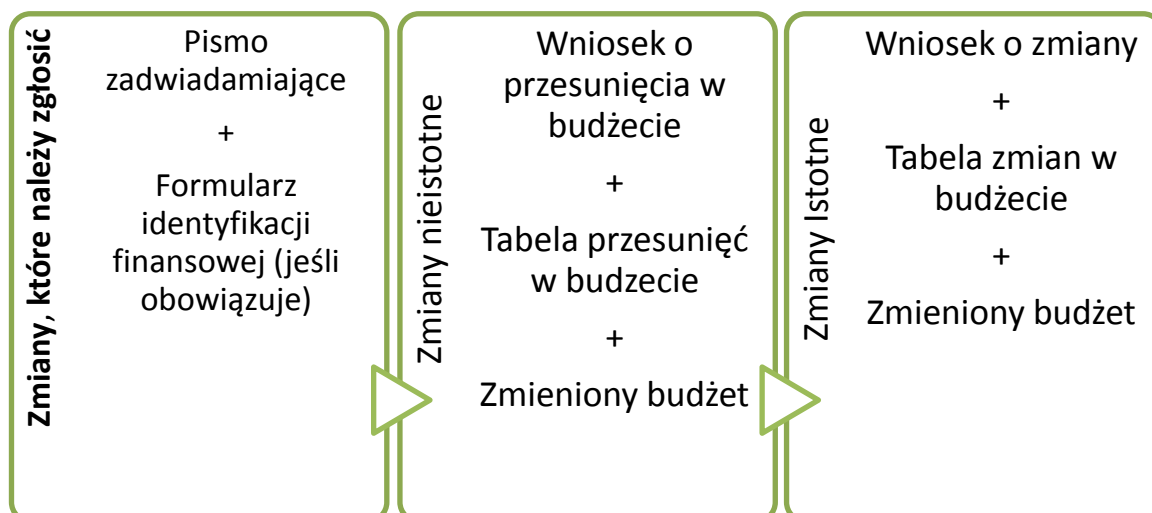 Zmiany, które należy zgłosić
Pismo
zadwiadamiające
+
Formularz
identyfikacji
finansowej (jeśli
obowiązuje)
Zmiany nieistotne
Wniosek o
przesunięcia w
budżecie
+
Tabela przesunięć
w budzecie
+
Zmieniony budżet
Zmiany Istotne
Wniosek o zmiany
+
Tabela zmian w
budżecie
+
Zmieniony budżet